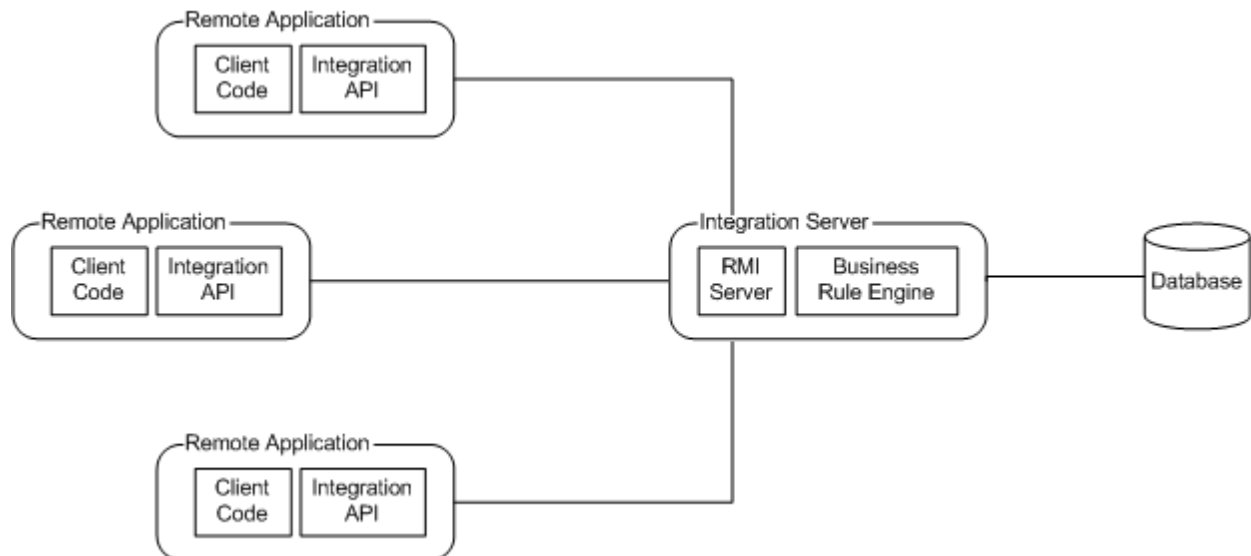 Remote Application
Client
Code
Integration
API
Remote Application
Client
Code
Integration
API
Integration Server
RMI
Server
Business
Rule Engine
Database
Remote Application
Client
Code
Integration
API